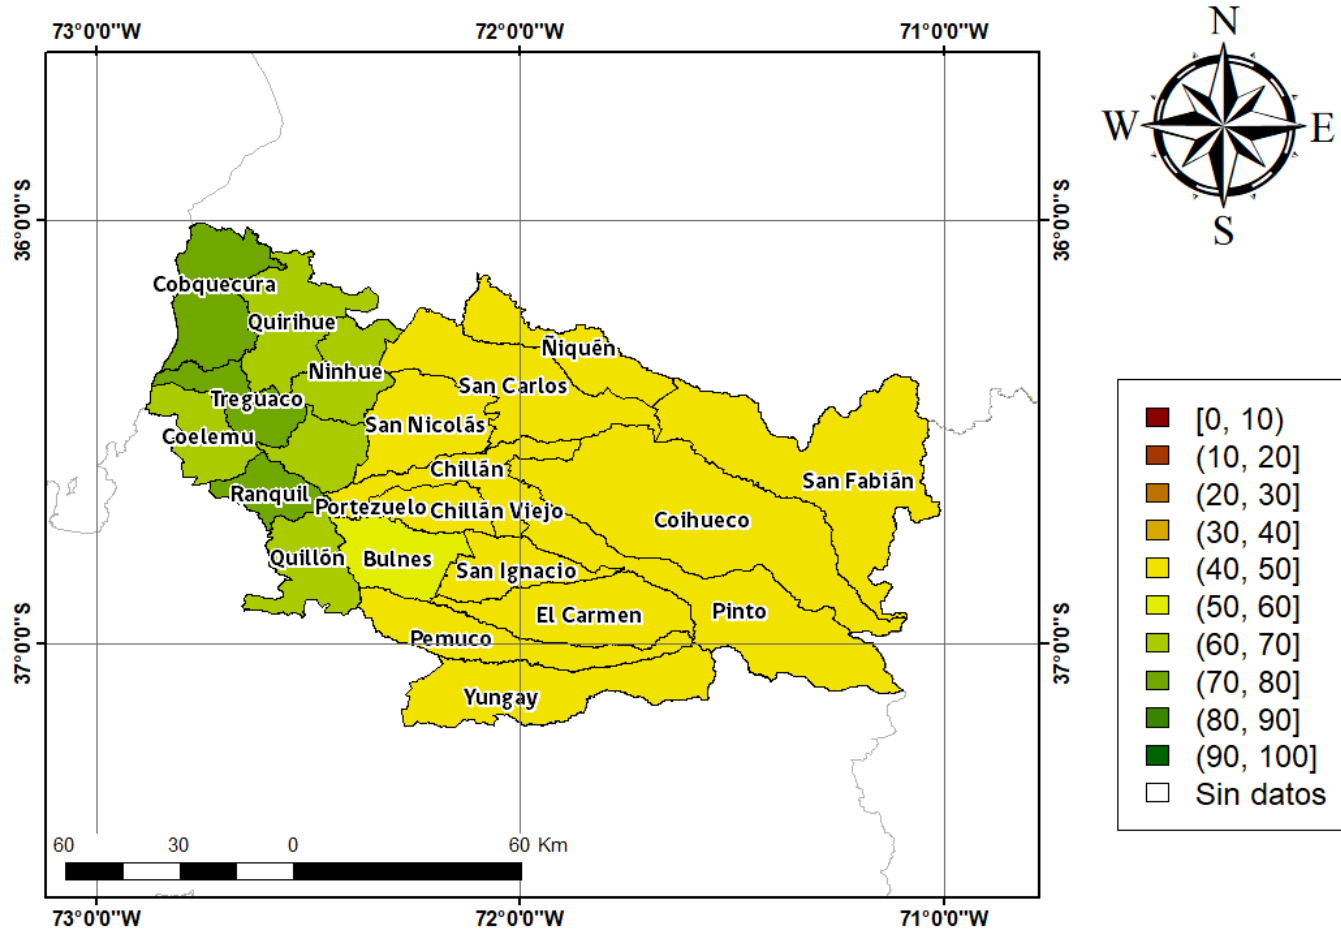 73°0'0"W 72°0'0"W 71°0'0"W
N
W E
S
36°0'0"S 36°0'0"S
Cobquecura
Quirihue
Ñiquén
Ninhue
San Carlos
Treguaco
San Nicolás
Coelemu
Chillán
San Fabián
Ranquil
Portezuelo
Chillán Viejo
Coihueco
Quillón
Bulnes
San Ignacio
El Carmen
Pinto
Pemuco
37°0'0"S 37°0'0"S
Yungay
[0, 10)
(10, 20]
(20, 30]
(30, 40]
(40, 50]
(50, 60]
(60, 70]
(70, 80]
(80, 90]
(90, 100]
Sin datos
60 30 0 60 Km
73°0'0"W 72°0'0"W 71°0'0"W